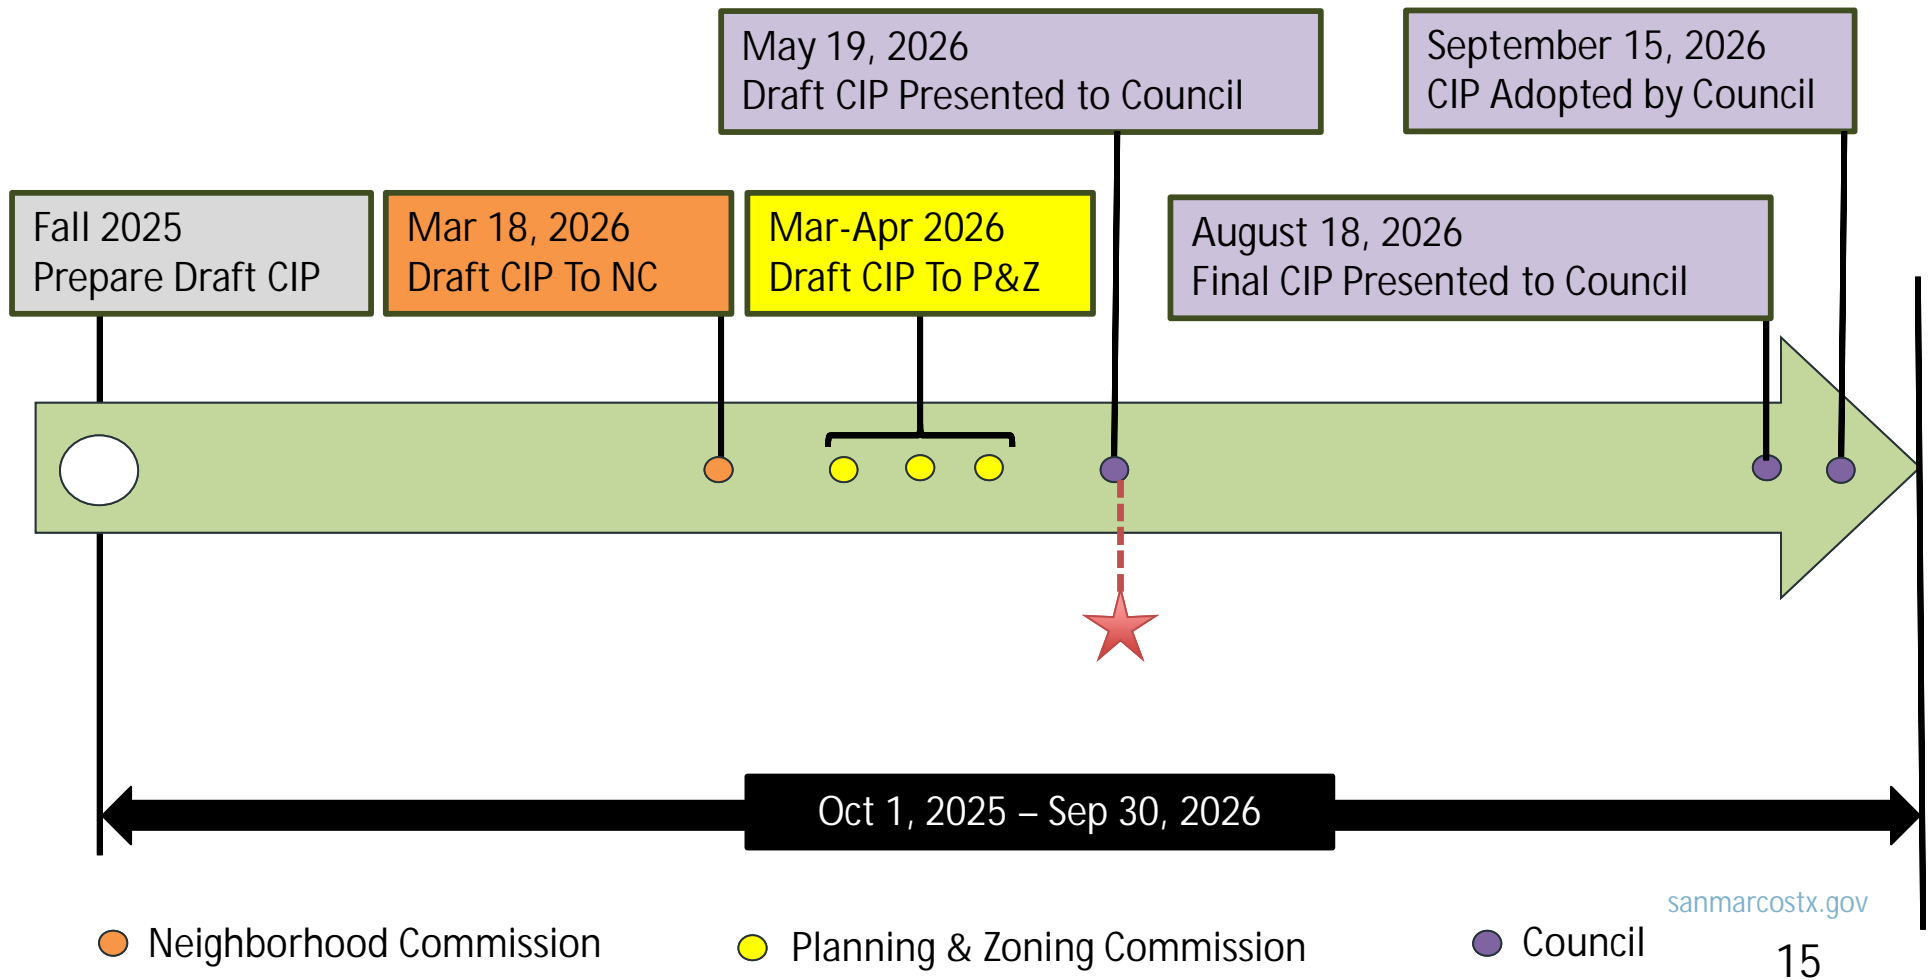 May 19, 2026
Draft CIP Presented to Council
September 15, 2026
CIP Adopted by Council
Fall 2025
Prepare Draft CIP
Mar 18, 2026
Draft CIP To NC
Mar-Apr 2026
Draft CIP To P&Z
August 18, 2026
Final CIP Presented to Council
Oct 1, 2025 – Sep 30, 2026
Neighborhood Commission
Planning & Zoning Commission
Council
sanmarcostx.gov
15